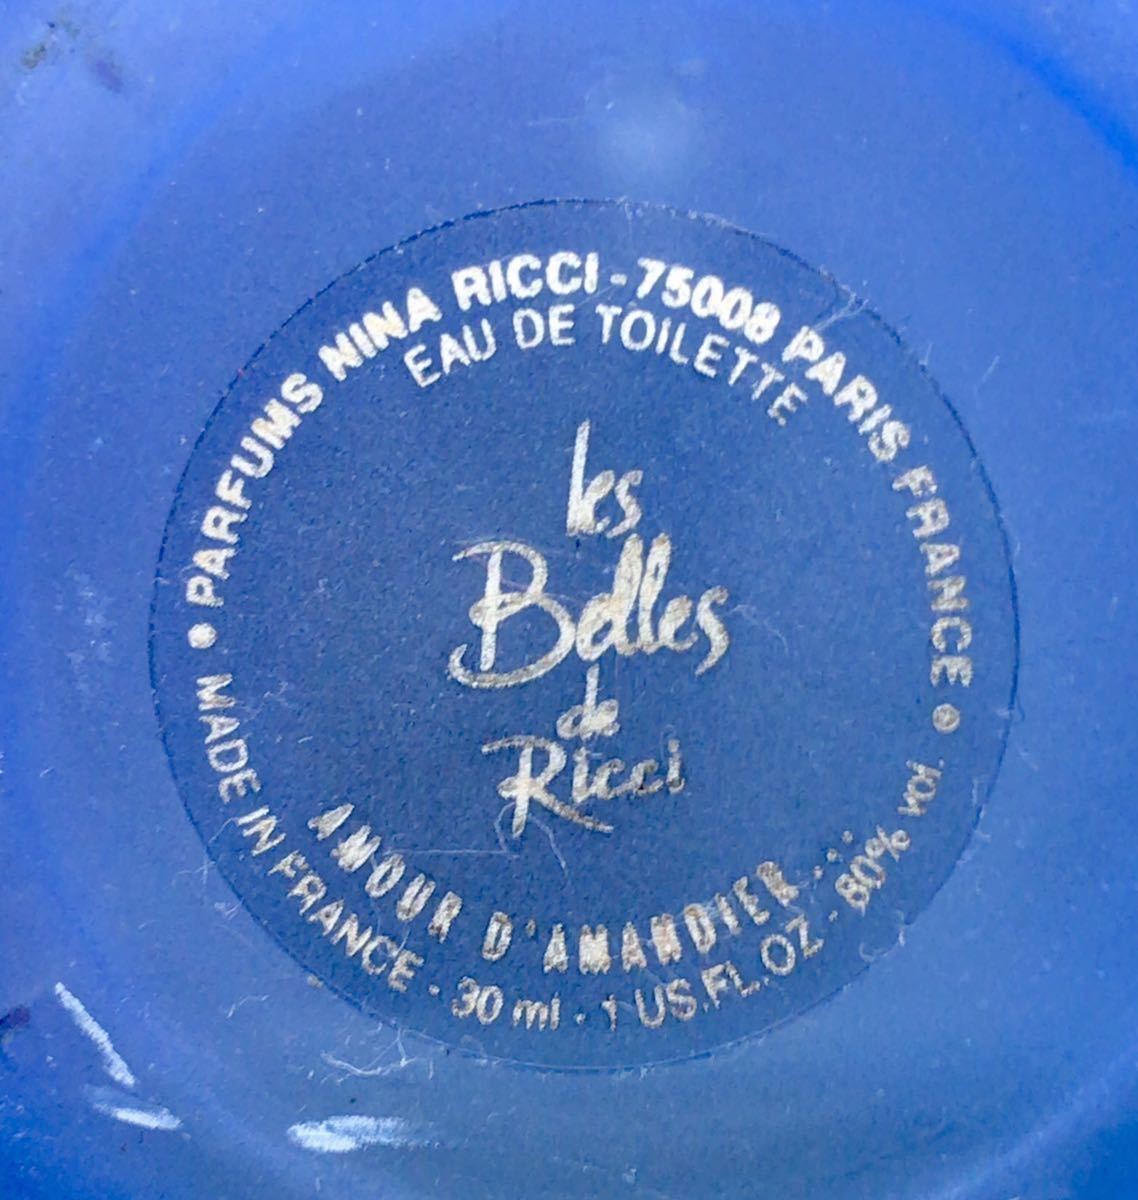 PARFUMS NINA RICCI - 75008 PARIS FRANCE
EAU DE TOILETTE
les
Belles
de
Ricci
AMOUR D'AMANDIER...
MADE IN FRANCE - 30 ml - 1 US.FL.OZ - 80% vol.